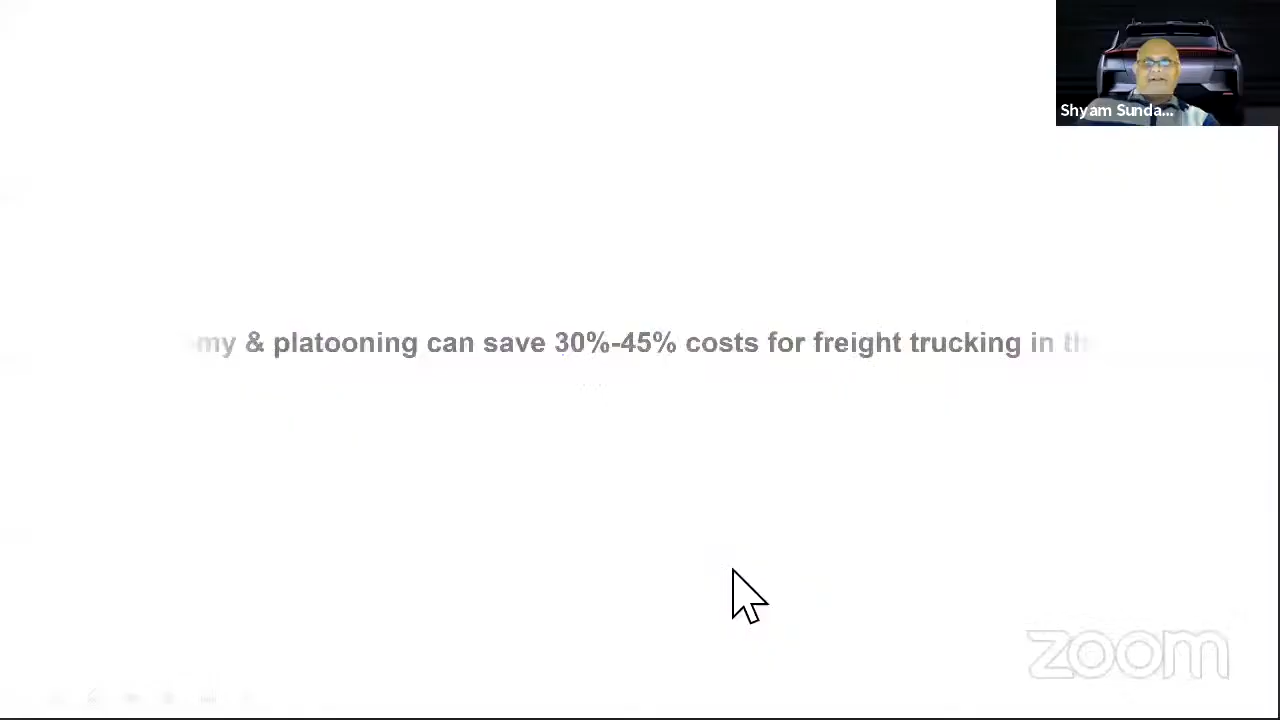 Shyam Sunda...
my & platooning can save 30%-45% costs for freight trucking in th
zoom